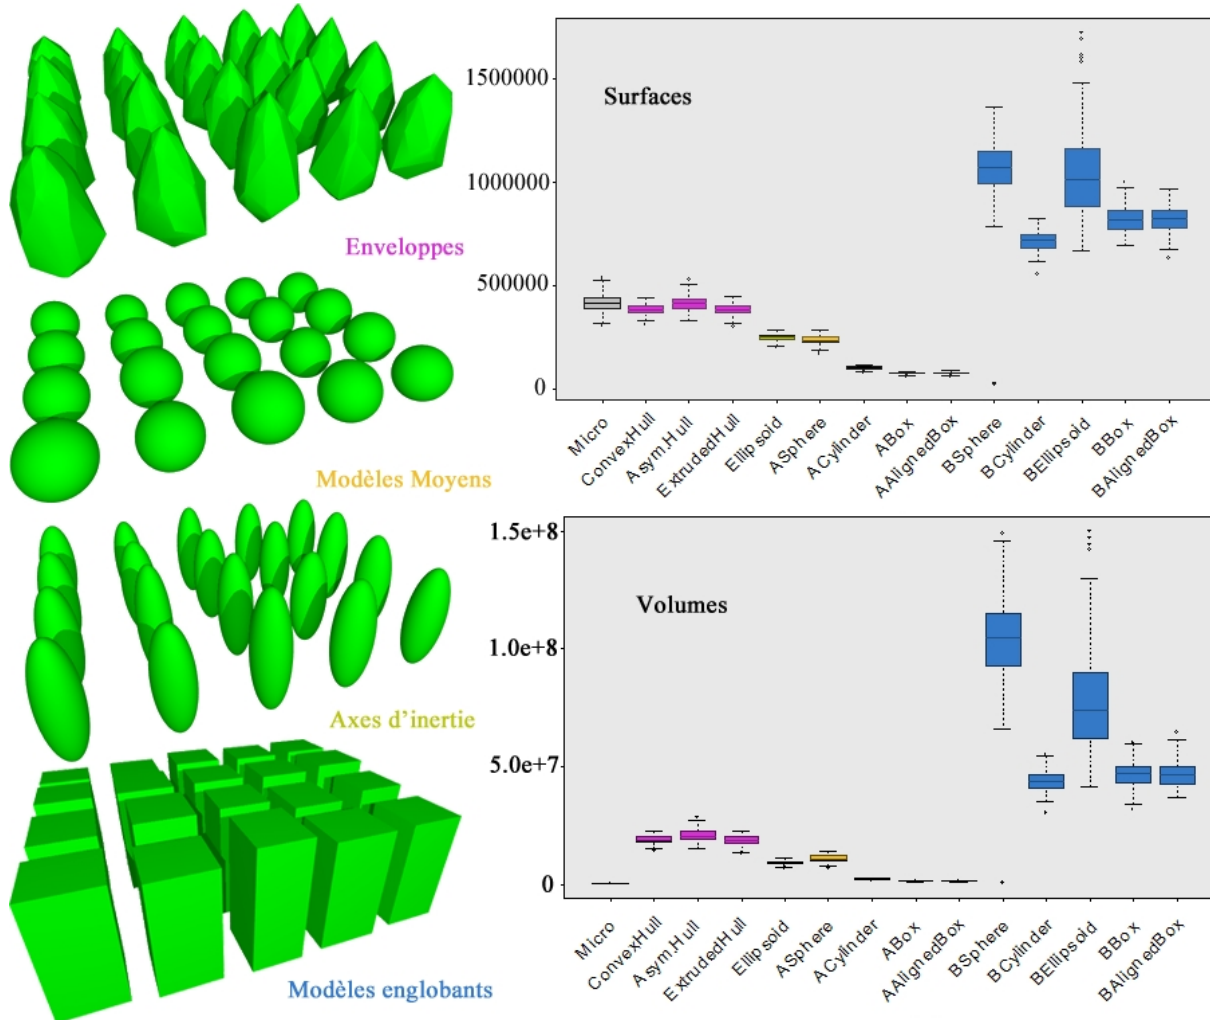 Enveloppes
Modèles Moyens
Axes d'inertie
Modèles englobants
Surfaces
1500000
1000000
500000
0
Micro
ConvexHull
AsymHull
ExtrudedHull
Ellipsoid
ASphere
ACylinder
ABox
AAlignedBox
BSphere
BCylinder
BEllipsoid
BBox
BAlignedBox
Volumes
1.5e+8
1.0e+8
5.0e+7
0
Micro
ConvexHull
AsymHull
ExtrudedHull
Ellipsoid
ASphere
ACylinder
ABox
AAlignedBox
BSphere
BCylinder
BEllipsoid
BBox
BAlignedBox